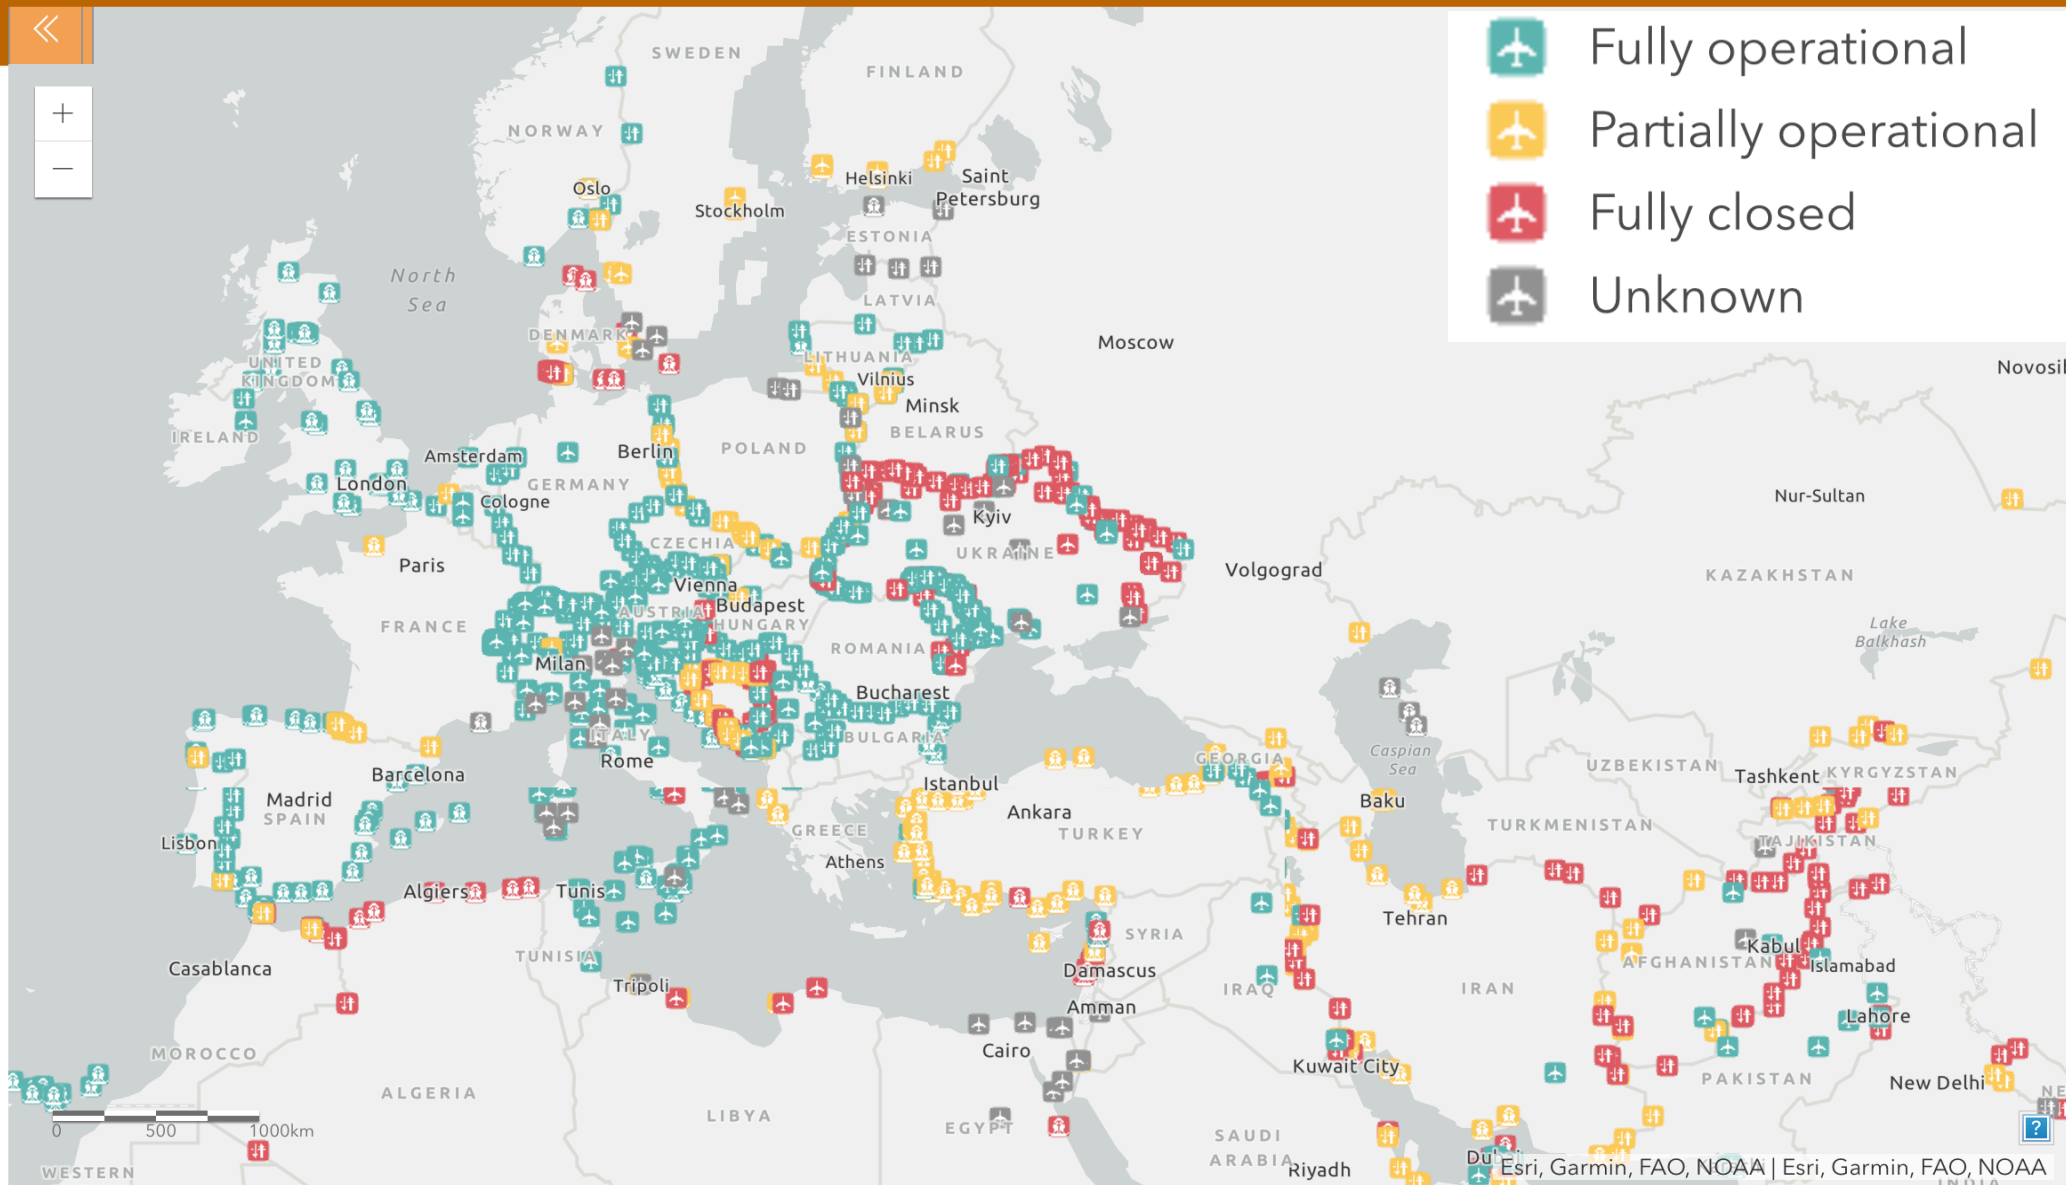 Fully operational
Partially operational
Fully closed
Unknown
+
−
SWEDEN
FINLAND
NORWAY
Oslo
Stockholm
Helsinki
Saint
Petersburg
ESTONIA
North
Sea
LATVIA
DENMARK
Moscow
LITHUANIA
UNITED
KINGDOM
Vilnius
Novosil
Minsk
IRELAND
BELARUS
Amsterdam
Berlin
POLAND
London
GERMANY
Cologne
Nur-Sultan
Kyiv
Paris
CZECHIA
UKRAINE
Volgograd
KAZAKHSTAN
Vienna
AUSTRIA
Budapest
HUNGARY
FRANCE
Lake
Balkhash
ROMANIA
Milan
Bucharest
ITALY
BULGARIA
Rome
GEORGIA
Caspian
Sea
UZBEKISTAN
Barcelona
Tashkent
KYRGYZSTAN
Istanbul
Madrid
SPAIN
Ankara
Baku
TURKMENISTAN
GREECE
TURKEY
TAJIKISTAN
Lisbon
Athens
Algiers
Tunis
Tehran
SYRIA
Kabul
TUNISIA
Casablanca
Damascus
AFGHANISTAN
Islamabad
Tripoli
IRAQ
IRAN
Amman
Lahore
MOROCCO
Cairo
Kuwait City
ALGERIA
PAKISTAN
New Delhi
NE
LIBYA
EGYPT
0 500 1000km
?
SAUDI
ARABIA
Riyadh
WESTERN
Esri, Garmin, FAO, NOAA | Esri, Garmin, FAO, NOAA
INDIA